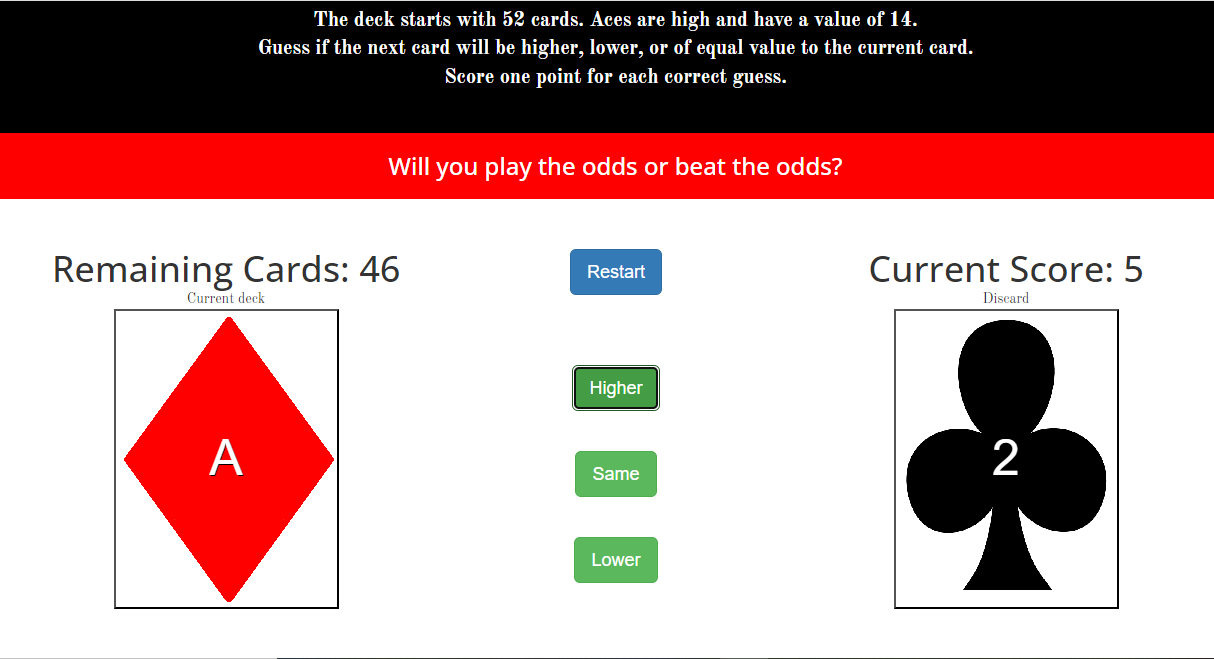 The deck starts with 52 cards. Aces are high and have a value of 14.
Guess if the next card will be higher, lower, or of equal value to the current card.
Score one point for each correct guess.
Will you play the odds or beat the odds?
Remaining Cards: 46
Current deck
A
Restart
Higher
Same
Lower
Current Score: 5
Discard
2